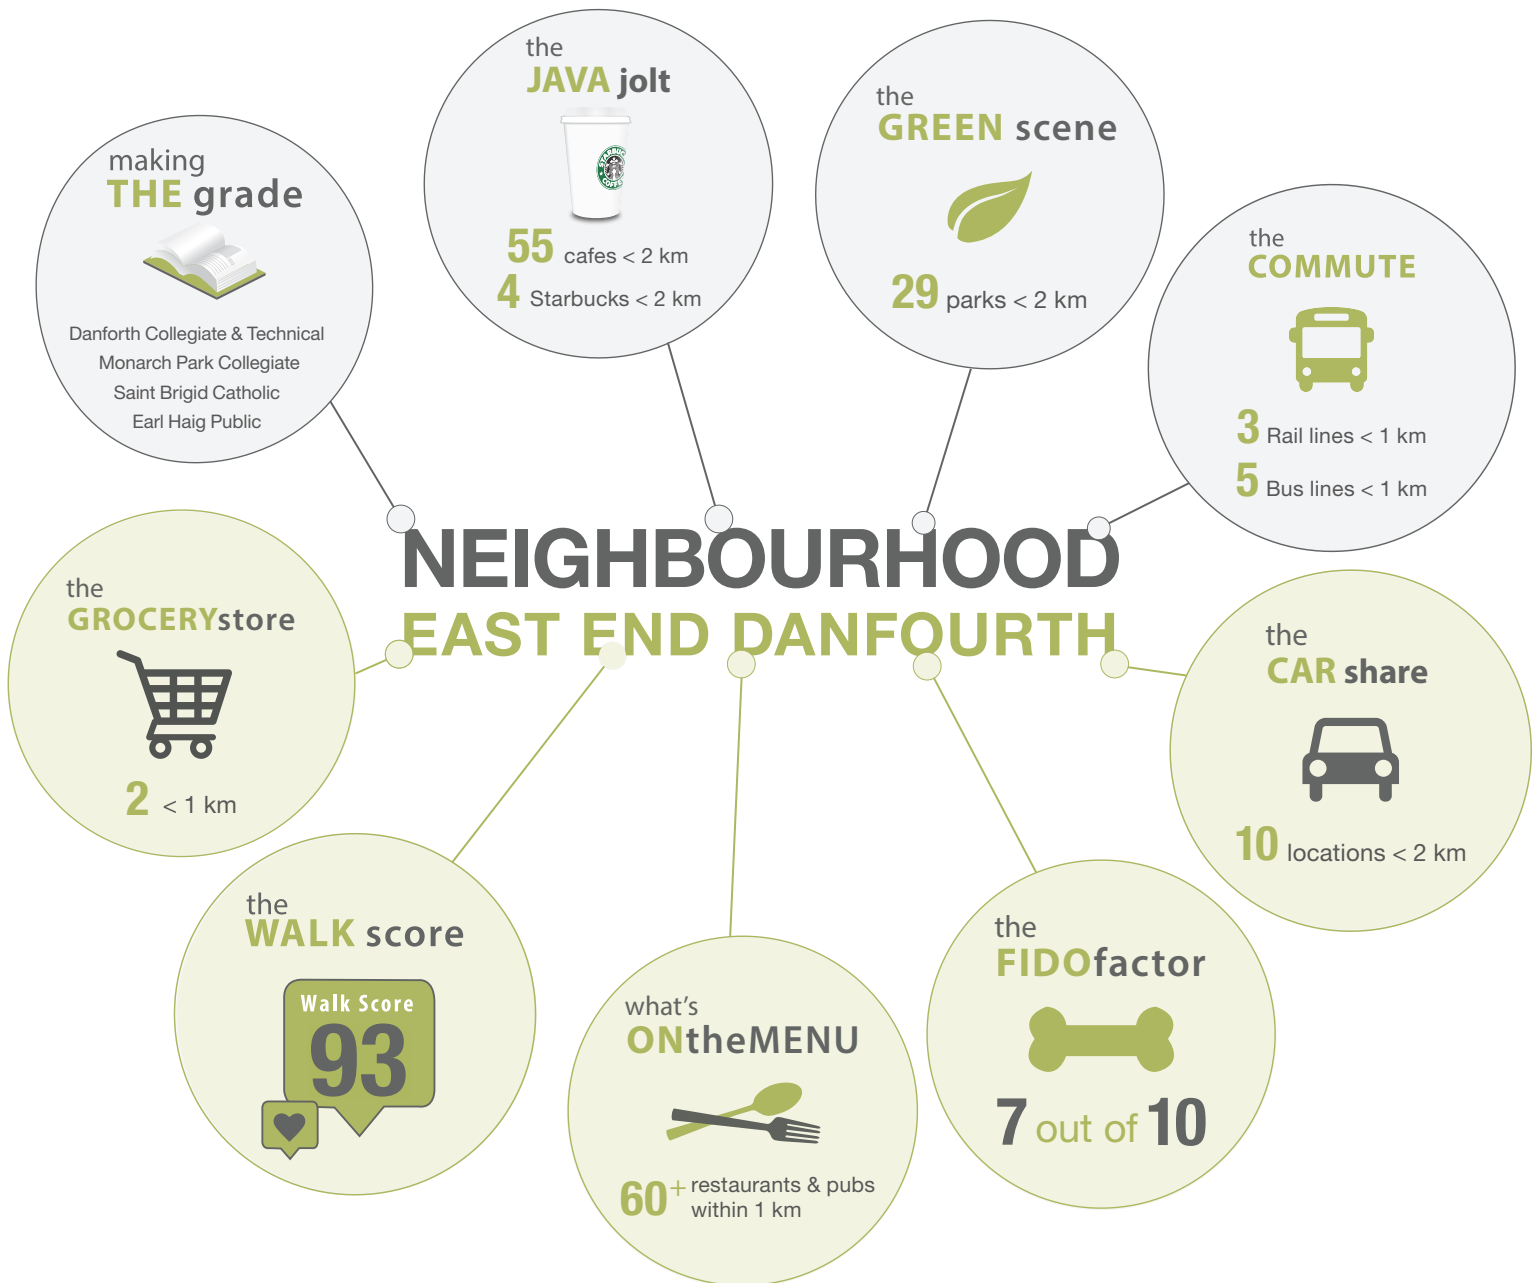 the
JAVA jolt
STARBUCKS
COFFEE
55 cafes < 2 km
4 Starbucks < 2 km
the
GREEN scene
29 parks < 2 km
making
THE grade
Danforth Collegiate & Technical
Monarch Park Collegiate
Saint Brigid Catholic
Earl Haig Public
the
COMMUTE
3 Rail lines < 1 km
5 Bus lines < 1 km
NEIGHBOURHOOD
EAST END DANFOURTH
the
GROCERYstore
2 < 1 km
the
CAR share
10 locations < 2 km
the
WALK score
Walk Score
93
what's
ONtheMENU
60+ restaurants & pubs
within 1 km
the
FIDOfactor
7 out of 10